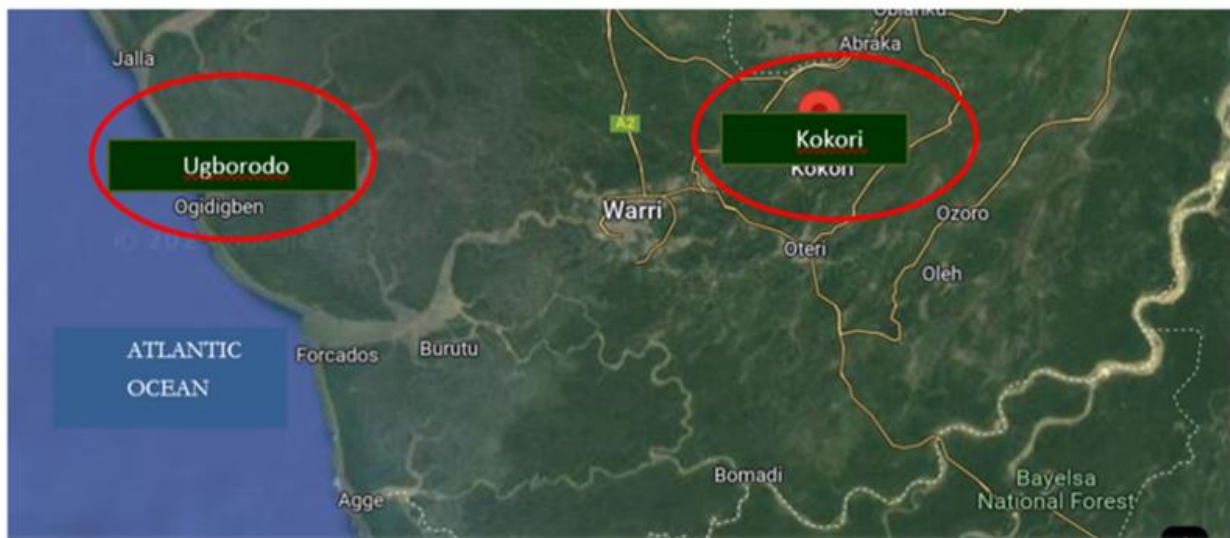 Obianku
Jalla
Abraka
A2
Ugborodo
Kokori
Kokori
Ogidigben
Warri
Ozoro
Oteri
Oleh
ATLANTIC
OCEAN
Forcados
Burutu
Bomadi
Agge
Bayelsa
National Forest